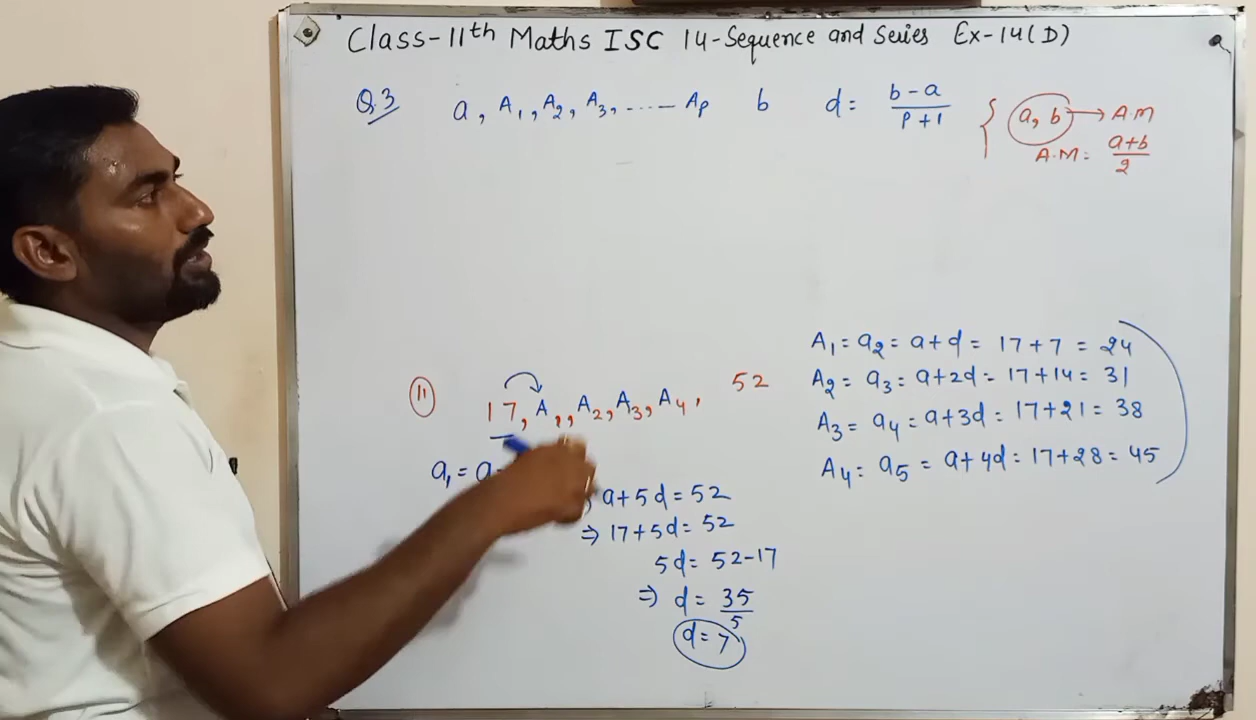 Class-11th Maths ISC 14-Sequence and Series Ex-14(D)
Q.3 a, A1, A2, A3, ------ Ap b d = b-a / p+1 { a, b → A.M
A.M = a+b / 2
(11) 17, A1, A2, A3, A4, 52
a1 = a
a+5d = 52
⇒ 17+5d = 52
5d = 52-17
⇒ d = 35/5
d = 7
A1 = a2 = a+d = 17+7 = 24
A2 = a3 = a+2d = 17+14 = 31
A3 = a4 = a+3d = 17+21 = 38
A4 = a5 = a+4d = 17+28 = 45